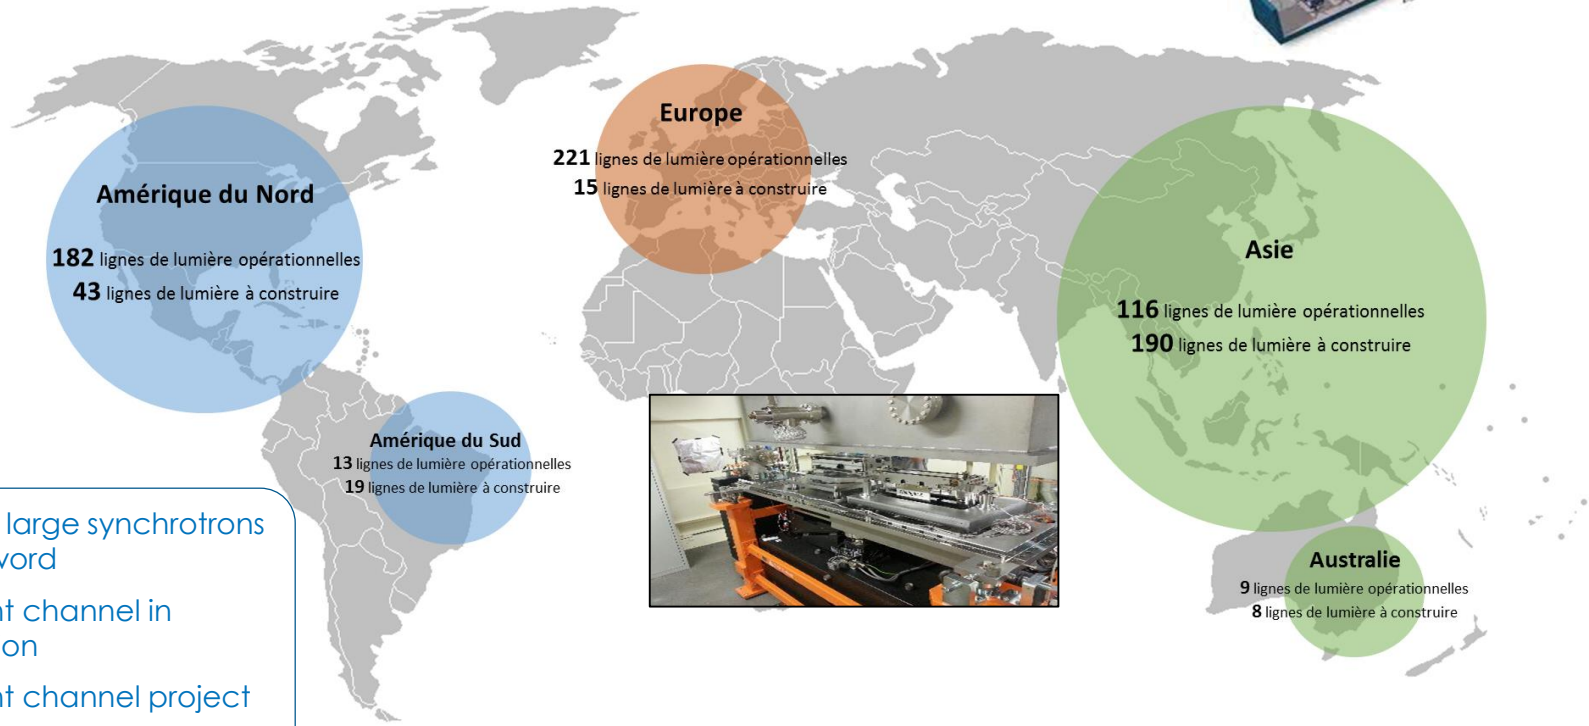 Europe
221 lignes de lumière opérationnelles
15 lignes de lumière à construire
Amérique du Nord
182 lignes de lumière opérationnelles
43 lignes de lumière à construire
Asie
116 lignes de lumière opérationnelles
190 lignes de lumière à construire
Amérique du Sud
13 lignes de lumière opérationnelles
19 lignes de lumière à construire
large synchrotrons
channel in
channel project
Australie
9 lignes de lumière opérationnelles
8 lignes de lumière à construire